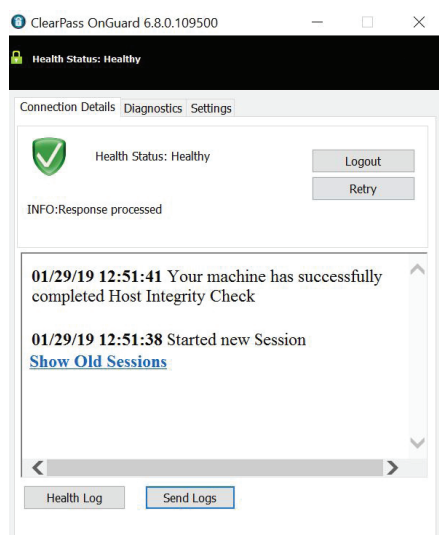 ClearPass OnGuard 6.8.0.109500
Health Status: Healthy
Connection Details Diagnostics Settings
Health Status: Healthy
Logout
Retry
INFO:Response processed
01/29/19 12:51:41 Your machine has successfully
completed Host Integrity Check
01/29/19 12:51:38 Started new Session
Show Old Sessions
Health Log
Send Logs